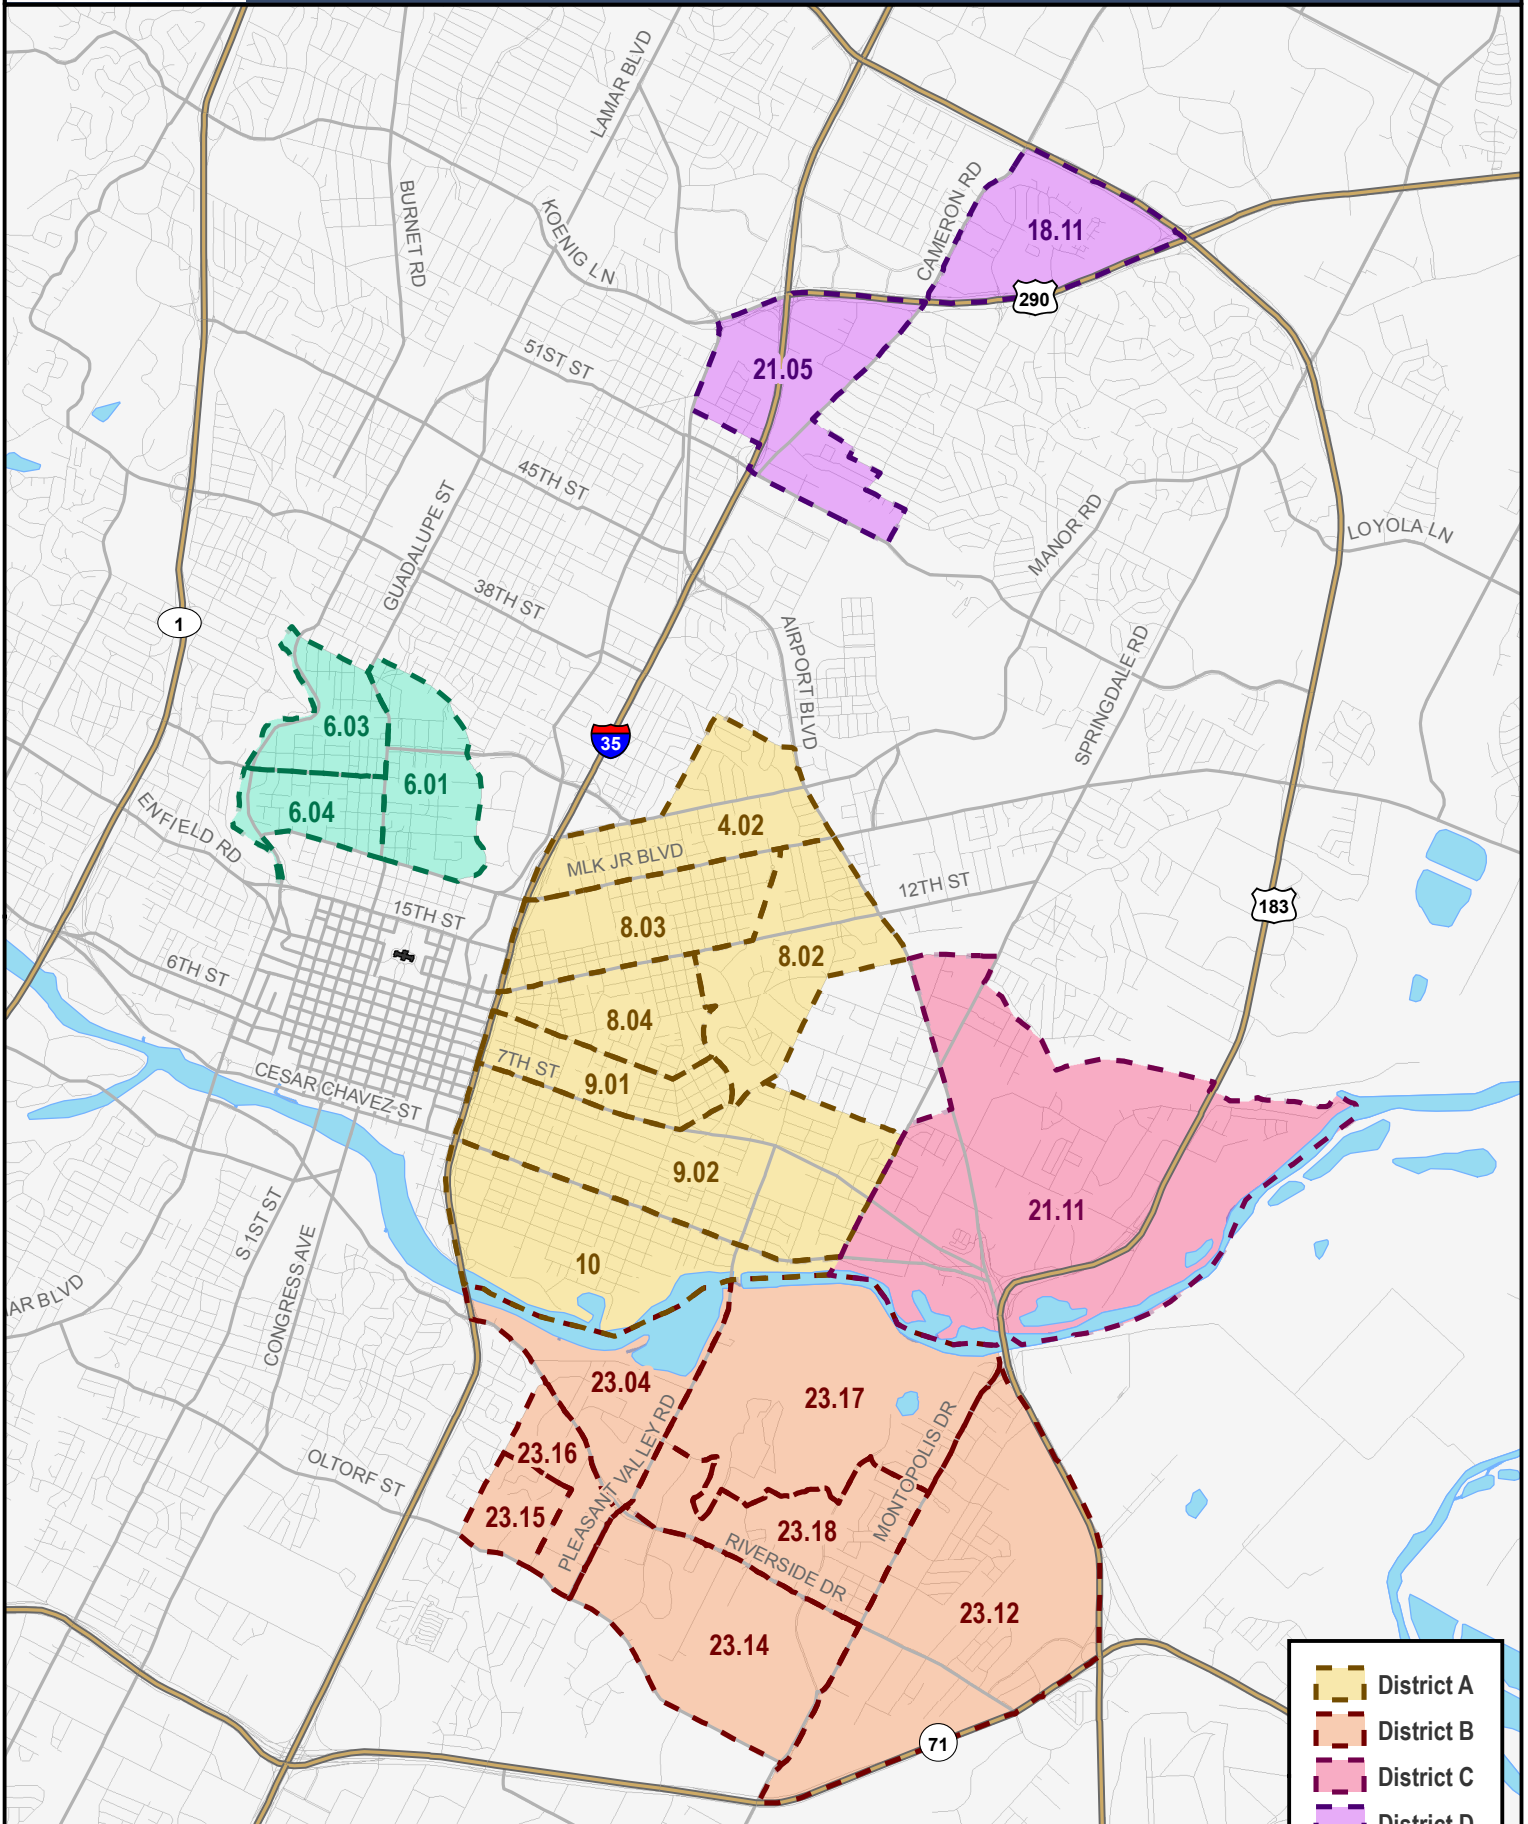 LAMAR BLVD
BURNET RD
KOENIG LN
CAMERON RD
18.11
290
51ST ST
21.05
45TH ST
GUADALUPE ST
38TH ST
MANOR RD
LOYOLA LN
1
AIRPORT BLVD
SPRINGDALE RD
35
6.03
6.01
6.04
ENFIELD RD
4.02
MLK JR BLVD
12TH ST
183
15TH ST
8.03
8.02
6TH ST
8.04
7TH ST
9.01
CESAR CHAVEZ ST
9.02
21.11
S 1ST ST
CONGRESS AVE
10
AR BLVD
23.04
23.17
PLEASANT VALLEY RD
MONTOPOLIS DR
23.16
OLTORF ST
23.15
23.18
RIVERSIDE DR
23.12
23.14
71
District A
District B
District C
District D